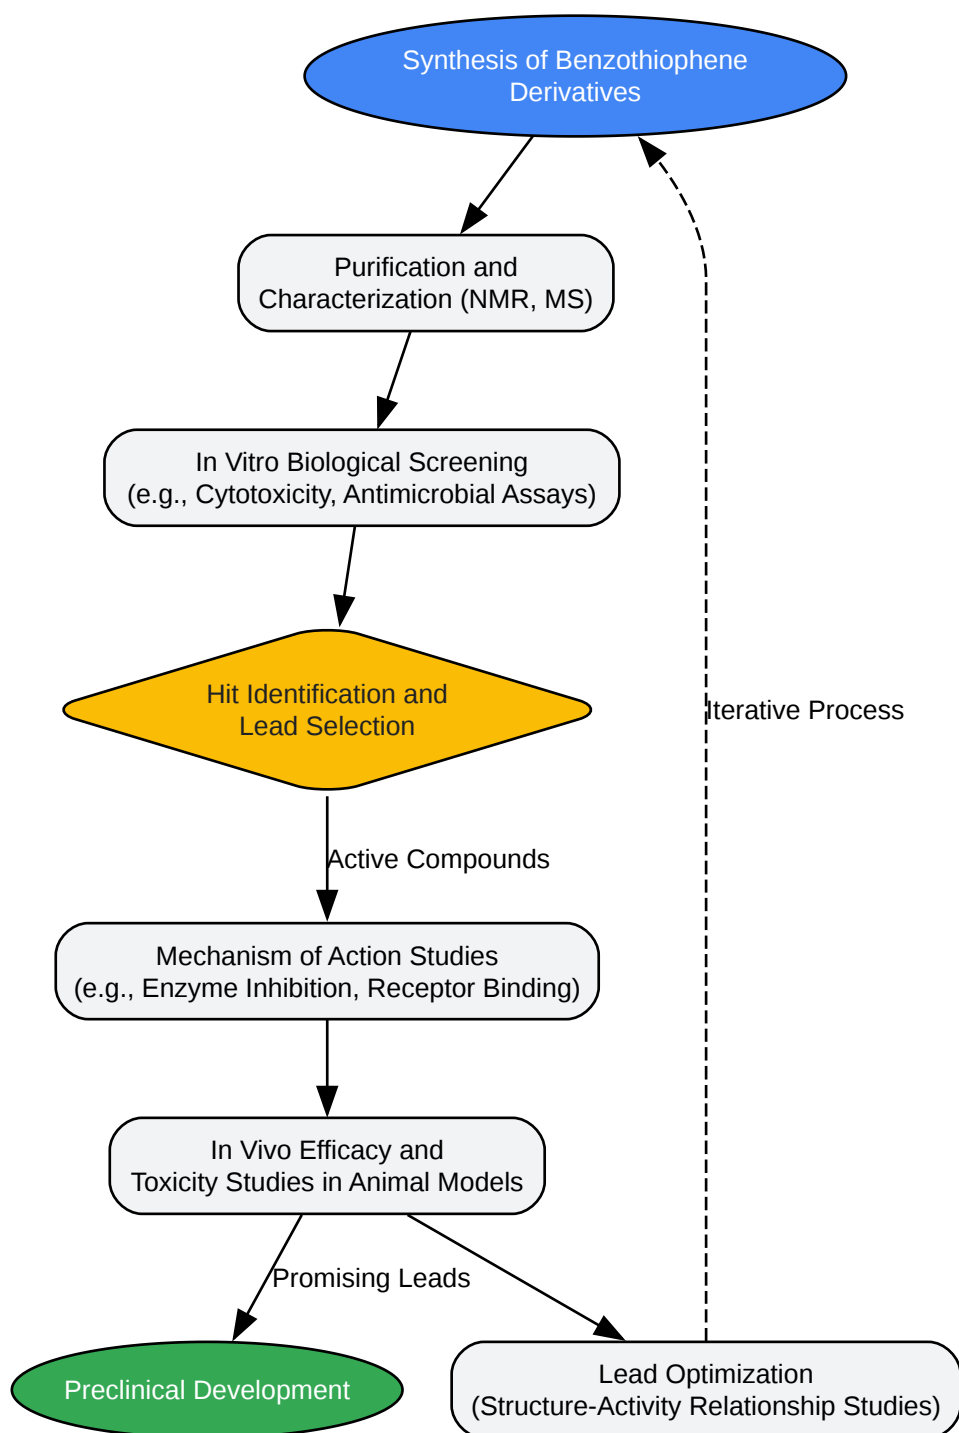 Synthesis of Benzothiophene
Derivatives
Purification and
Characterization (NMR, MS)
In Vitro Biological Screening
(e.g., Cytotoxicity, Antimicrobial Assays)
Hit Identification and
Lead Selection
Iterative Process
Active Compounds
Mechanism of Action Studies
(e.g., Enzyme Inhibition, Receptor Binding)
In Vivo Efficacy and
Toxicity Studies in Animal Models
Promising Leads
Preclinical Development
Lead Optimization
(Structure-Activity Relationship Studies)